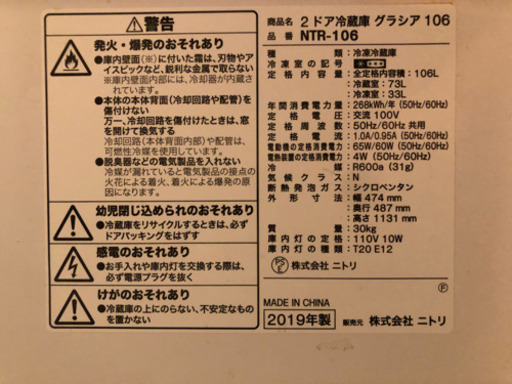 警告
発火・爆発のおそれあり
●庫内壁面(※)に付いた霜は、刃物やア
イスピックなど、鋭利な金属で取らない
※庫内壁面部には、冷却器が内蔵さ
れています。
●本体の本体背面(冷却回路や配管)を
傷付けない
万一、冷却回路を傷付けたときは、窓
を開けて換気する
冷却回路(本体背面部内)や配管は、
可燃性冷媒を使用しています。
●脱臭器などの電気製品を入れない
冷媒が漏れていると電気製品の接点の
火花による着火、着火により爆発の原
因になります。
幼児閉じ込められのおそれあり
●冷蔵庫をリサイクルするときは、必ず
ドアパッキングをはずす
感電のおそれあり
●お手入れや庫内灯を交換する際は、
必ず電源プラグを抜く
けがのおそれあり
●冷蔵庫の上にのらない、不安定なもの
を置かない
商品名 2ドア冷蔵庫 グラシア 106
品番 NTR-106
種類:冷凍冷蔵庫
冷凍室の記号:
定格内容積:全定格内容積:106L
冷蔵室:73L
冷凍室:33L
年間消費電力量:268kWh/年 (50Hz/60Hz)
定格電圧:交流 100V
定格周波数:50Hz/60Hz 共用
定格電流:1.0A/0.95A (50Hz/60Hz)
電動機の定格消費電力:65W/60W (50Hz/60Hz)
電熱装置の定格消費電力:4W (50Hz/60Hz)
冷媒:R600a (31g)
気候クラス:N
断熱発泡ガス:シクロペンタン
外形寸法:幅 474 mm
奥行 487 mm
高さ 1131 mm
質量:30kg
庫内灯の定格:110V 10W
庫内灯の仕様:T20 E12
株式会社 ニトリ
MADE IN CHINA
2019年製 販売元 株式会社 ニトリ